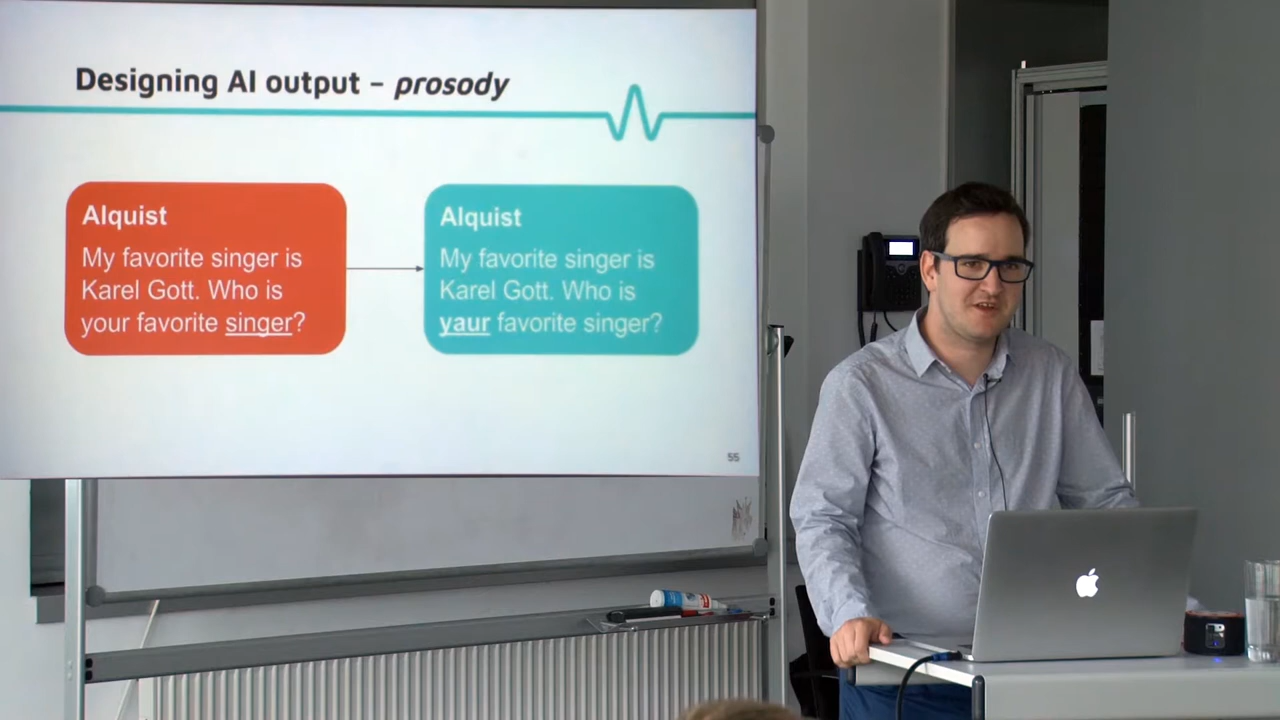 Designing AI output – prosody
Alquist
My favorite singer is
Karel Gott. Who is
your favorite singer?
Alquist
My favorite singer is
Karel Gott. Who is
yaur favorite singer?
55